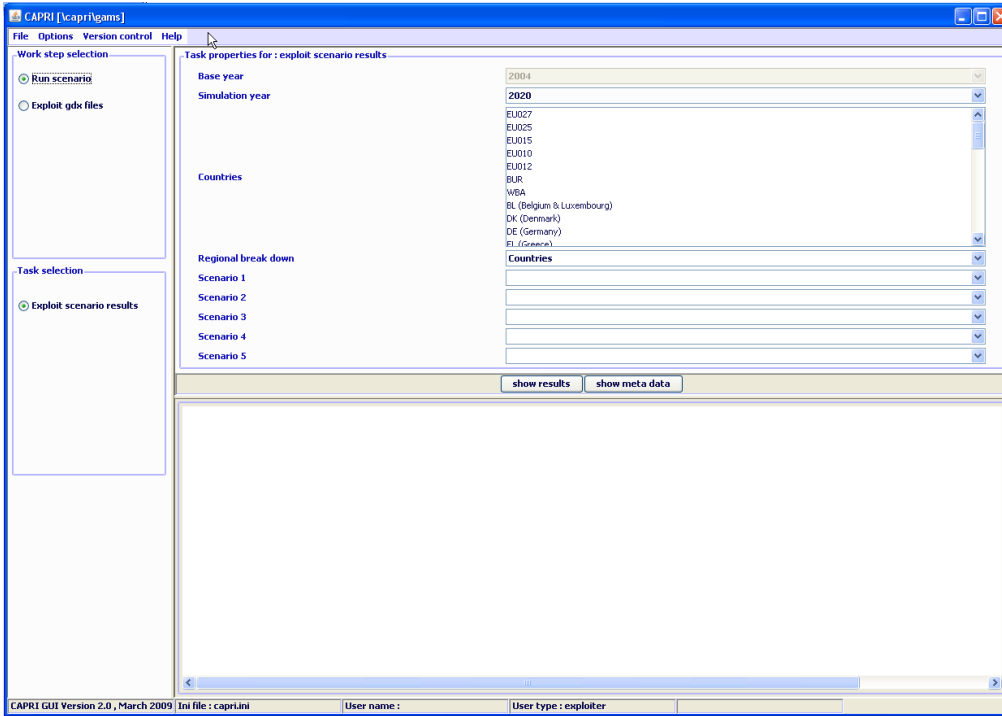 CAPRI [\capri\gams]
File Options Version control Help
Work step selection
Run scenario
Exploit gdx files
Task selection
Exploit scenario results
Task properties for : exploit scenario results
Base year 2004
Simulation year 2020
Countries
EU027
EU025
EU015
EU010
EU012
BUR
WBA
BL (Belgium & Luxembourg)
DK (Denmark)
DE (Germany)
EL (Greece)
Regional break down Countries
Scenario 1
Scenario 2
Scenario 3
Scenario 4
Scenario 5
show results show meta data
CAPRI GUI Version 2.0 , March 2009 Ini file : capri.ini User name : User type : exploiter